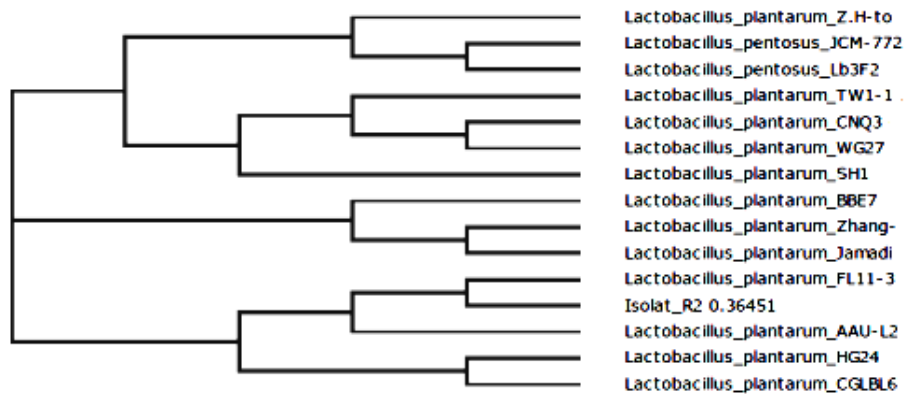 Lactobacillus_plantarum_Z.H-to
Lactobacillus_pentosus_JCM-772
Lactobacillus_pentosus_Lb3F2
Lactobacillus_plantarum_TW1-1 .
Lactobacillus_plantarum_CNQ3
Lactobacillus_plantarum_WG27
Lactobacillus_plantarum_SH1
Lactobacillus_plantarum_BBE7
Lactobacillus_plantarum_Zhang-
Lactobacillus_plantarum_Jamadi
Lactobacillus_plantarum_FL11-3
Isolat_R2 0.36451
Lactobacillus_plantarum_AAU-L2
Lactobacillus_plantarum_HG24
Lactobacillus_plantarum_CGLBL6